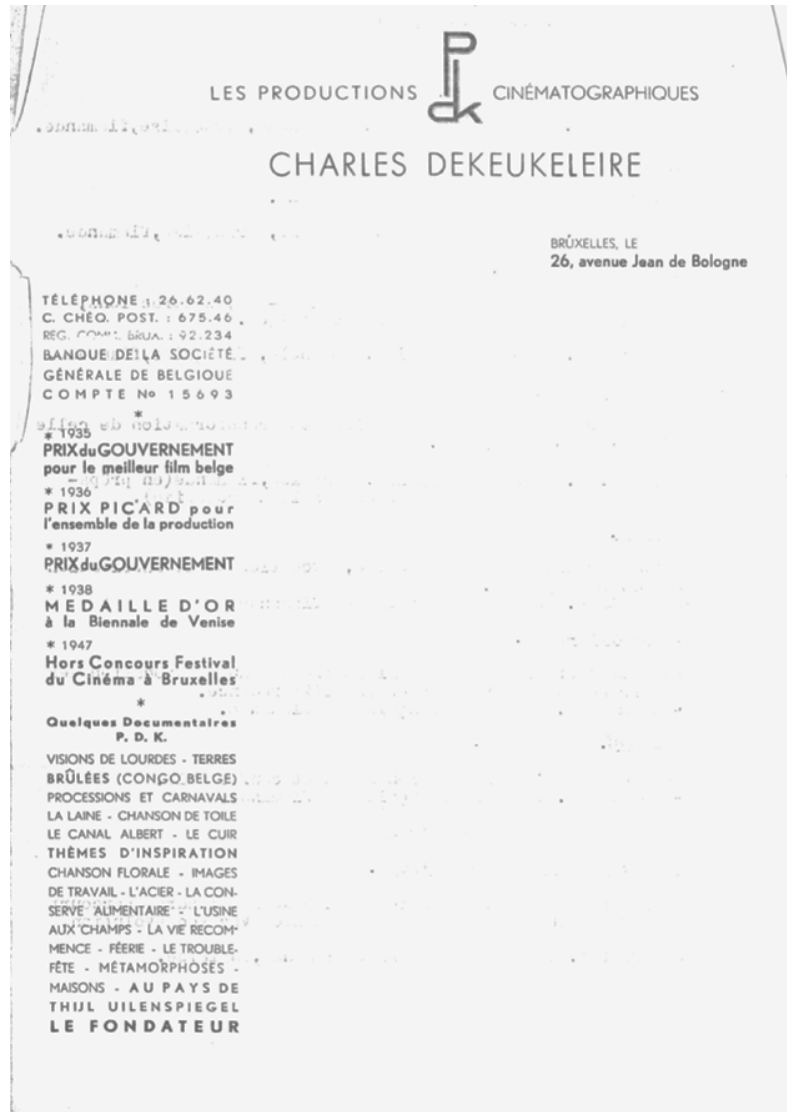 LES PRODUCTIONS PDK CINÉMATOGRAPHIQUES
CHARLES DEKEUKELEIRE
BRUXELLES, LE
26, avenue Jean de Bologne
TÉLÉPHONE : 26.62.40
C. CHÈQ. POST. : 675.46
REG. COMM. BRUX. : 92.234
BANQUE DE LA SOCIÉTÉ
GÉNÉRALE DE BELGIQUE
COMPTE No 15693
*
* 1935
PRIX du GOUVERNEMENT
pour le meilleur film belge
* 1936
PRIX PICARD pour
l'ensemble de la production
* 1937
PRIX du GOUVERNEMENT
* 1938
MEDAILLE D'OR
à la Biennale de Venise
* 1947
Hors Concours Festival
du Cinéma à Bruxelles
*
Quelques Documentaires
P. D. K.
VISIONS DE LOURDES - TERRES
BRÛLÉES (CONGO BELGE)
PROCESSIONS ET CARNAVALS
LA LAINE - CHANSON DE TOILE
LE CANAL ALBERT - LE CUIR
THÈMES D'INSPIRATION
CHANSON FLORALE - IMAGES
DE TRAVAIL - L'ACIER - LA CON-
SERVE ALIMENTAIRE - L'USINE
AUX CHAMPS - LA VIE RECOM-
MENCE - FÉERIE - LE TROUBLE-
FÊTE - MÉTAMORPHOSES -
MAISONS - AU PAYS DE
THIJL UILENSPIEGEL
LE FONDATEUR